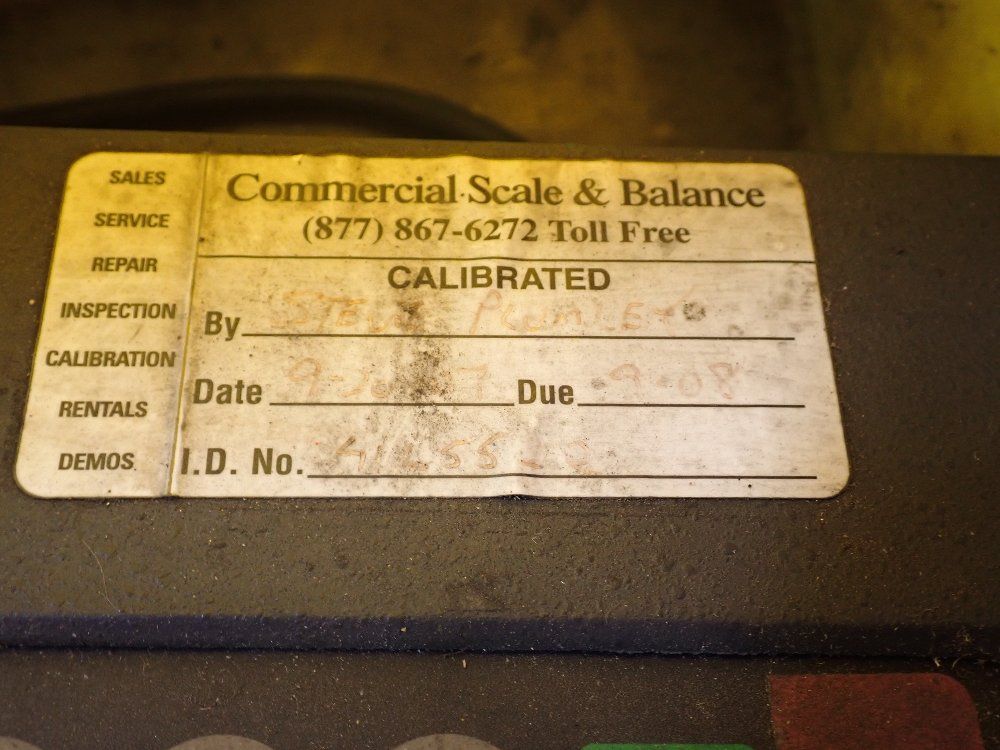 SALES
SERVICE
REPAIR
INSPECTION
CALIBRATION
RENTALS
DEMOS
Commercial Scale & Balance
(877) 867-6272 Toll Free
CALIBRATED
By
Date Due 9-08
I.D. No.